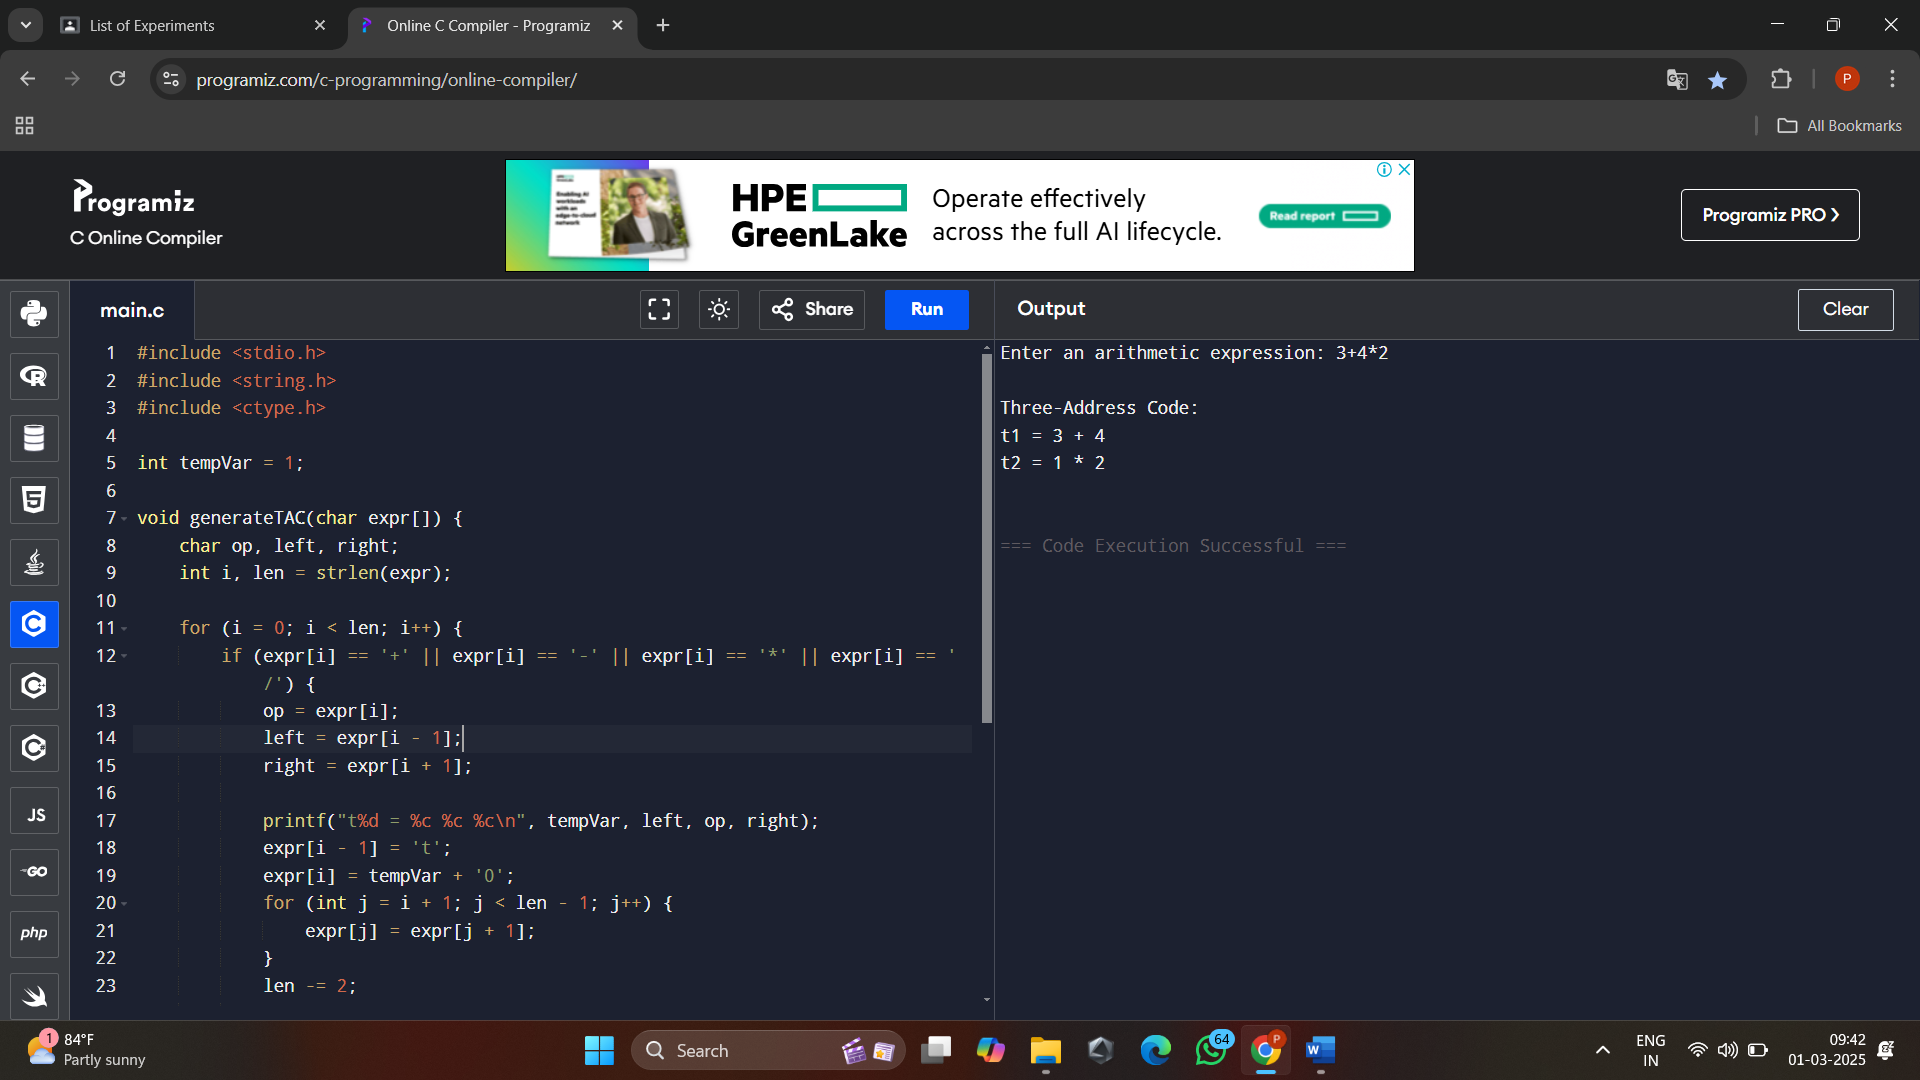 List of Experiments
Online C Compiler - Programiz
programiz.com/c-programming/online-compiler/
P
All Bookmarks
Programiz
C Online Compiler
HPE
GreenLake
Operate effectively
across the full AI lifecycle.
Read report
Programiz PRO
main.c
Share
Run
Output
Clear
1 #include <stdio.h>
2 #include <string.h>
3 #include <ctype.h>
4
5 int tempVar = 1;
6
7 void generateTAC(char expr[]) {
8 char op, left, right;
9 int i, len = strlen(expr);
10
11 for (i = 0; i < len; i++) {
12 if (expr[i] == '+' || expr[i] == '-' || expr[i] == '*' || expr[i] == '
/') {
13 op = expr[i];
14 left = expr[i - 1];
15 right = expr[i + 1];
16
17 printf("t%d = %c %c %c\n", tempVar, left, op, right);
18 expr[i - 1] = 't';
19 expr[i] = tempVar + '0';
20 for (int j = i + 1; j < len - 1; j++) {
21 expr[j] = expr[j + 1];
22 }
23 len -= 2;
Enter an arithmetic expression: 3+4*2
Three-Address Code:
t1 = 3 + 4
t2 = 1 * 2
=== Code Execution Successful ===
JS
GO
php
1
84°F
Partly sunny
Search
64
P
W
ENG
IN
09:42
01-03-2025